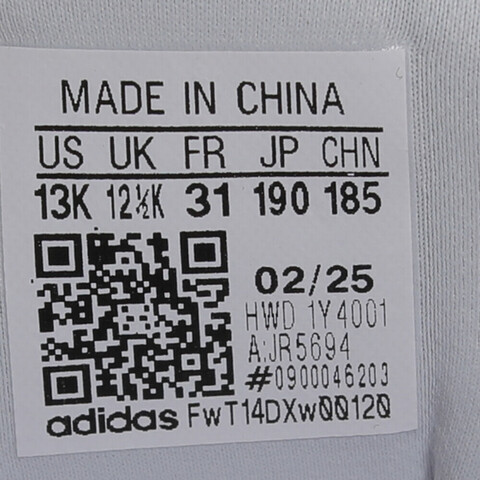 MADE IN CHINA
US UK FR JP CHN
13K 12½K 31 190 185
02/25
HWD 1Y4001
A:JR5694
#0900046203
adidas FwT14DXw00120